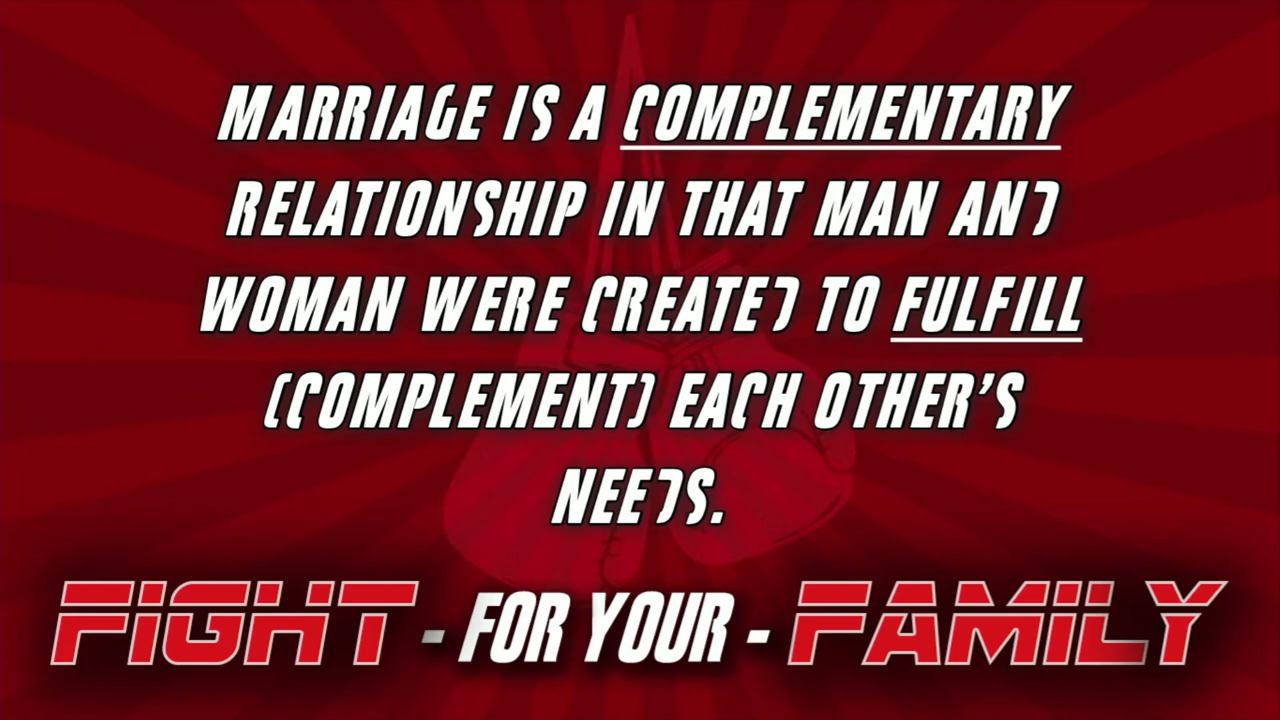 MARRIAGE IS A COMPLEMENTARY
RELATIONSHIP IN THAT MAN AND
WOMAN WERE CREATED TO FULFILL
(COMPLEMENT) EACH OTHER'S
NEEDS.
FIGHT - FOR YOUR - FAMILY